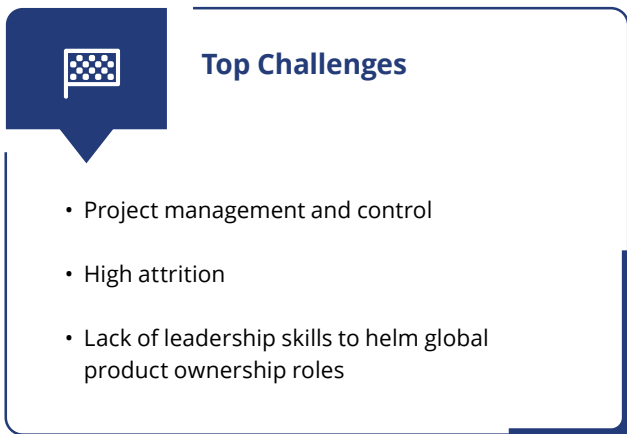 Top Challenges
• Project management and control
• High attrition
• Lack of leadership skills to helm global
product ownership roles